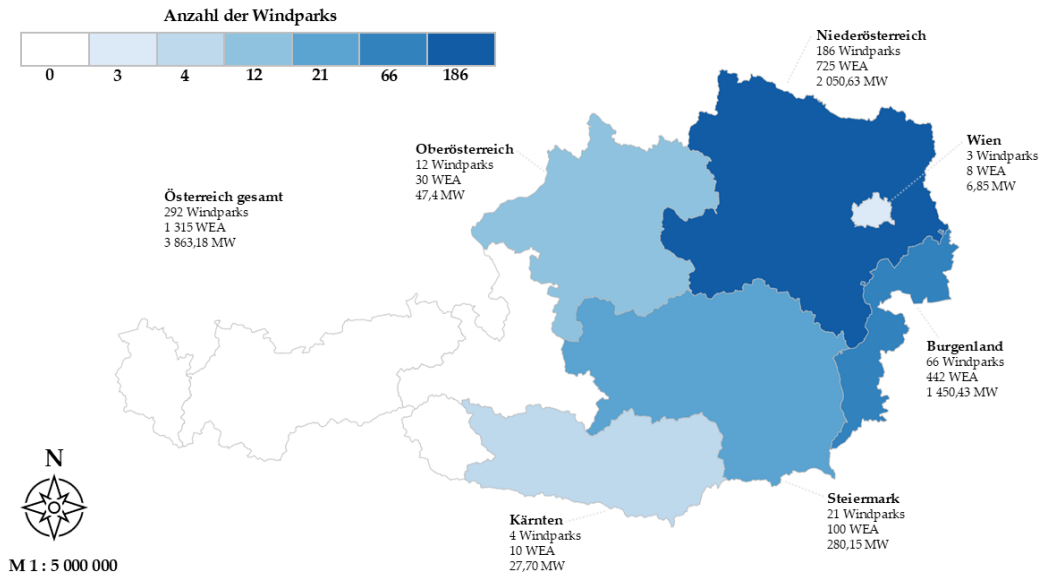 Anzahl der Windparks
0 3 4 12 21 66 186
Niederösterreich
186 Windparks
725 WEA
2 050,63 MW
Wien
3 Windparks
8 WEA
6,85 MW
Oberösterreich
12 Windparks
30 WEA
47,4 MW
Österreich gesamt
292 Windparks
1 315 WEA
3 863,18 MW
Burgenland
66 Windparks
442 WEA
1 450,43 MW
Steiermark
21 Windparks
100 WEA
280,15 MW
Kärnten
4 Windparks
10 WEA
27,70 MW
N
M 1 : 5 000 000